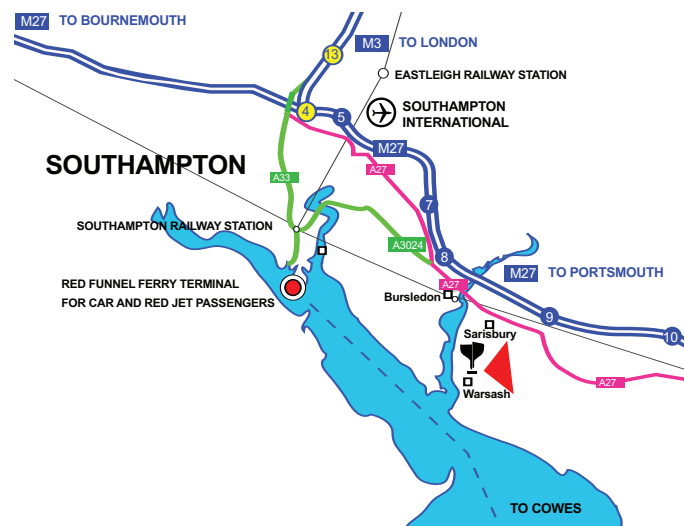 M27 TO BOURNEMOUTH
13
M3 TO LONDON
EASTLEIGH RAILWAY STATION
4
5
SOUTHAMPTON
INTERNATIONAL
M27
SOUTHAMPTON
A33
A27
7
SOUTHAMPTON RAILWAY STATION
A3024
8
M27 TO PORTSMOUTH
RED FUNNEL FERRY TERMINAL
FOR CAR AND RED JET PASSENGERS
A27
Bursledon
9
Sarisbury
10
A27
Warsash
TO COWES